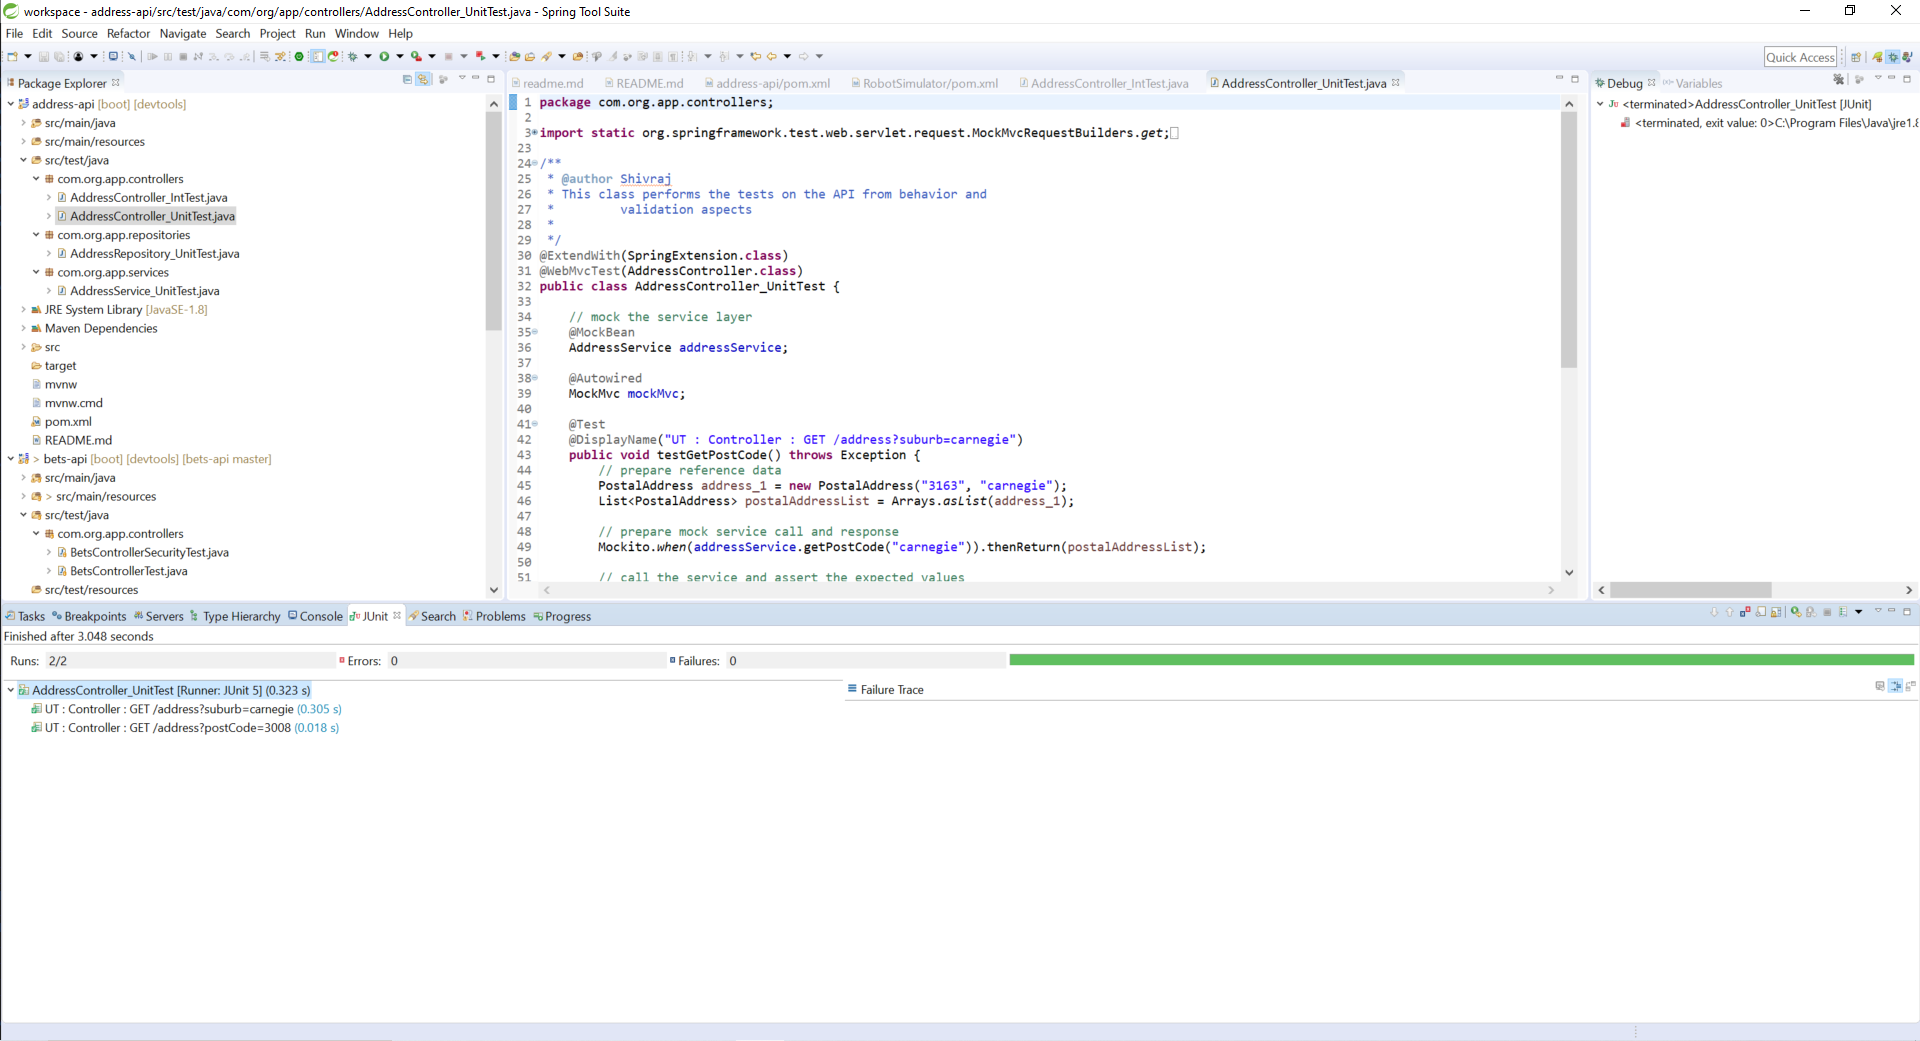 workspace - address-api/src/test/java/com/org/app/controllers/AddressController_UnitTest.java - Spring Tool Suite
File Edit Source Refactor Navigate Search Project Run Window Help
Quick Access
Package Explorer
address-api [boot] [devtools]
src/main/java
src/main/resources
src/test/java
com.org.app.controllers
AddressController_IntTest.java
AddressController_UnitTest.java
com.org.app.repositories
AddressRepository_UnitTest.java
com.org.app.services
AddressService_UnitTest.java
JRE System Library [JavaSE-1.8]
Maven Dependencies
src
target
mvnw
mvnw.cmd
pom.xml
README.md
> bets-api [boot] [devtools] [bets-api master]
src/main/java
> src/main/resources
src/test/java
com.org.app.controllers
BetsControllerSecurityTest.java
BetsControllerTest.java
src/test/resources
readme.md README.md address-api/pom.xml RobotSimulator/pom.xml AddressController_IntTest.java AddressController_UnitTest.java
1 package com.org.app.controllers;
2
3 import static org.springframework.test.web.servlet.request.MockMvcRequestBuilders.get;
23
24 /**
25 * @author Shivraj
26 * This class performs the tests on the API from behavior and
27 * validation aspects
28 *
29 */
30 @ExtendWith(SpringExtension.class)
31 @WebMvcTest(AddressController.class)
32 public class AddressController_UnitTest {
33
34 // mock the service layer
35 @MockBean
36 AddressService addressService;
37
38 @Autowired
39 MockMvc mockMvc;
40
41 @Test
42 @DisplayName("UT : Controller : GET /address?suburb=carnegie")
43 public void testGetPostCode() throws Exception {
44 // prepare reference data
45 PostalAddress address_1 = new PostalAddress("3163", "carnegie");
46 List<PostalAddress> postalAddressList = Arrays.asList(address_1);
47
48 // prepare mock service call and response
49 Mockito.when(addressService.getPostCode("carnegie")).thenReturn(postalAddressList);
50
51 // call the service and assert the expected values
Debug Variables
<terminated>AddressController_UnitTest [JUnit]
<terminated, exit value: 0>C:\Program Files\Java\jre1.8
Tasks Breakpoints Servers Type Hierarchy Console JUnit Search Problems Progress
Finished after 3.048 seconds
Runs: 2/2 Errors: 0 Failures: 0
AddressController_UnitTest [Runner: JUnit 5] (0.323 s)
UT : Controller : GET /address?suburb=carnegie (0.305 s)
UT : Controller : GET /address?postCode=3008 (0.018 s)
Failure Trace